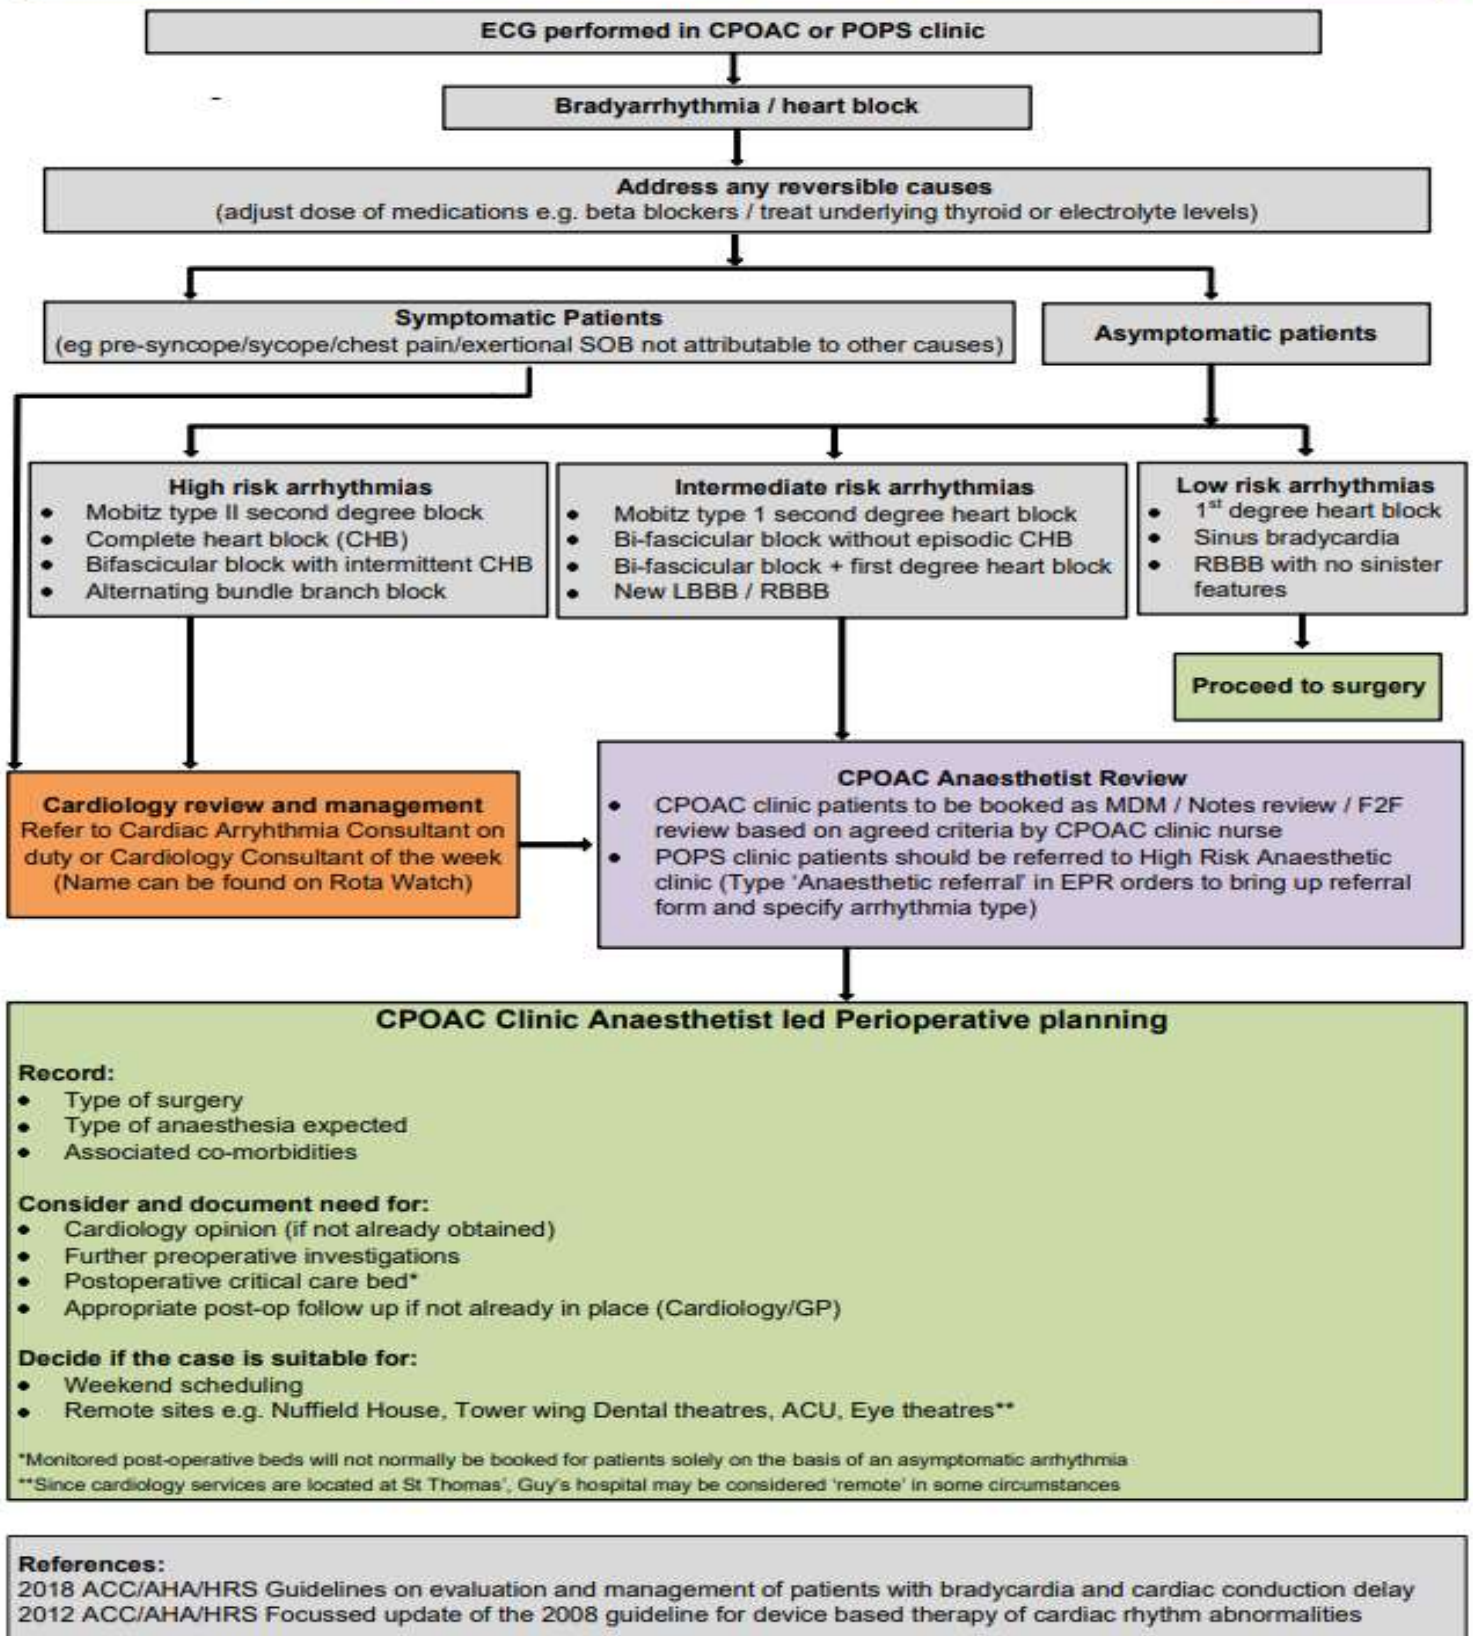 ECG performed in CPOAC or POPS clinic
Bradyarrhythmia / heart block
Address any reversible causes
(adjust dose of medications e.g. beta blockers / treat underlying thyroid or electrolyte levels)
Symptomatic Patients
(eg pre-syncope/sycope/chest pain/exertional SOB not attributable to other causes)
Asymptomatic patients
High risk arrhythmias
• Mobitz type II second degree block
• Complete heart block (CHB)
• Bifascicular block with intermittent CHB
• Alternating bundle branch block
Intermediate risk arrhythmias
• Mobitz type 1 second degree heart block
• Bi-fascicular block without episodic CHB
• Bi-fascicular block + first degree heart block
• New LBBB / RBBB
Low risk arrhythmias
• 1st degree heart block
• Sinus bradycardia
• RBBB with no sinister
features
Proceed to surgery
Cardiology review and management
Refer to Cardiac Arryhthmia Consultant on
duty or Cardiology Consultant of the week
(Name can be found on Rota Watch)
CPOAC Anaesthetist Review
• CPOAC clinic patients to be booked as MDM / Notes review / F2F
review based on agreed criteria by CPOAC clinic nurse
• POPS clinic patients should be referred to High Risk Anaesthetic
clinic (Type 'Anaesthetic referral' in EPR orders to bring up referral
form and specify arrhythmia type)
CPOAC Clinic Anaesthetist led Perioperative planning
Record:
• Type of surgery
• Type of anaesthesia expected
• Associated co-morbidities
Consider and document need for:
• Cardiology opinion (if not already obtained)
• Further preoperative investigations
• Postoperative critical care bed*
• Appropriate post-op follow up if not already in place (Cardiology/GP)
Decide if the case is suitable for:
• Weekend scheduling
• Remote sites e.g. Nuffield House, Tower wing Dental theatres, ACU, Eye theatres**
*Monitored post-operative beds will not normally be booked for patients solely on the basis of an asymptomatic arrhythmia
**Since cardiology services are located at St Thomas', Guy's hospital may be considered 'remote' in some circumstances
References:
2018 ACC/AHA/HRS Guidelines on evaluation and management of patients with bradycardia and cardiac conduction delay
2012 ACC/AHA/HRS Focussed update of the 2008 guideline for device based therapy of cardiac rhythm abnormalities